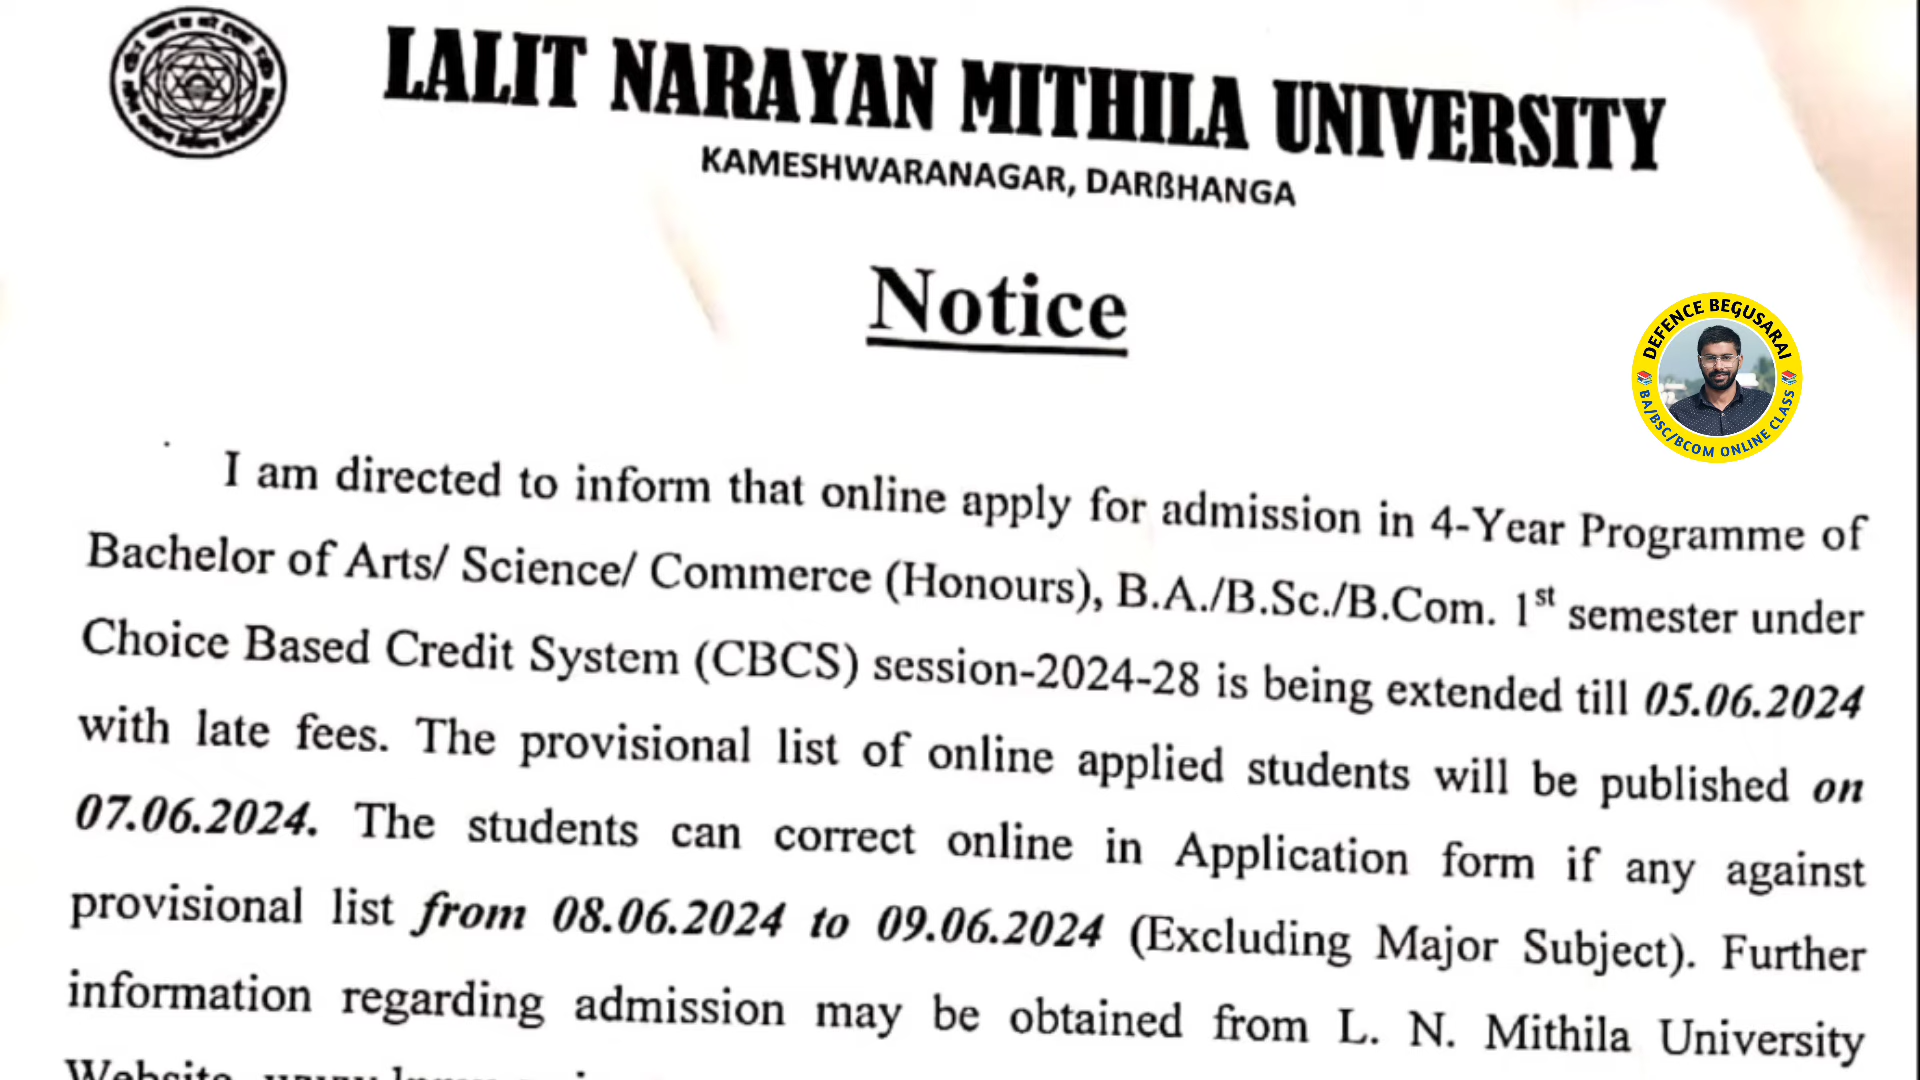 LALIT NARAYAN MITHILA UNIVERSITY
KAMESHWARANAGAR, DARBHANGA
Notice
DEFENCE BEGUSARAI
BA/BSC/BCOM ONLINE CLASS
I am directed to inform that online apply for admission in 4-Year Programme of
Bachelor of Arts/ Science/ Commerce (Honours), B.A./B.Sc./B.Com. 1st semester under
Choice Based Credit System (CBCS) session-2024-28 is being extended till 05.06.2024
with late fees. The provisional list of online applied students will be published on
07.06.2024. The students can correct online in Application form if any against
provisional list from 08.06.2024 to 09.06.2024 (Excluding Major Subject). Further
information regarding admission may be obtained from L. N. Mithila University
Website